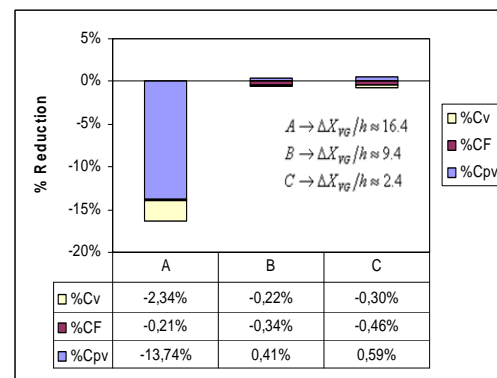 5%
0%
-5%
-10%
-15%
-20%
% Reduction
A → ΔX_VG/h ≈ 16.4
B → ΔX_VG/h ≈ 9.4
C → ΔX_VG/h ≈ 2.4
%Cv
%CF
%Cpv
A B C
%Cv -2,34% -0,22% -0,30%
%CF -0,21% -0,34% -0,46%
%Cpv -13,74% 0,41% 0,59%